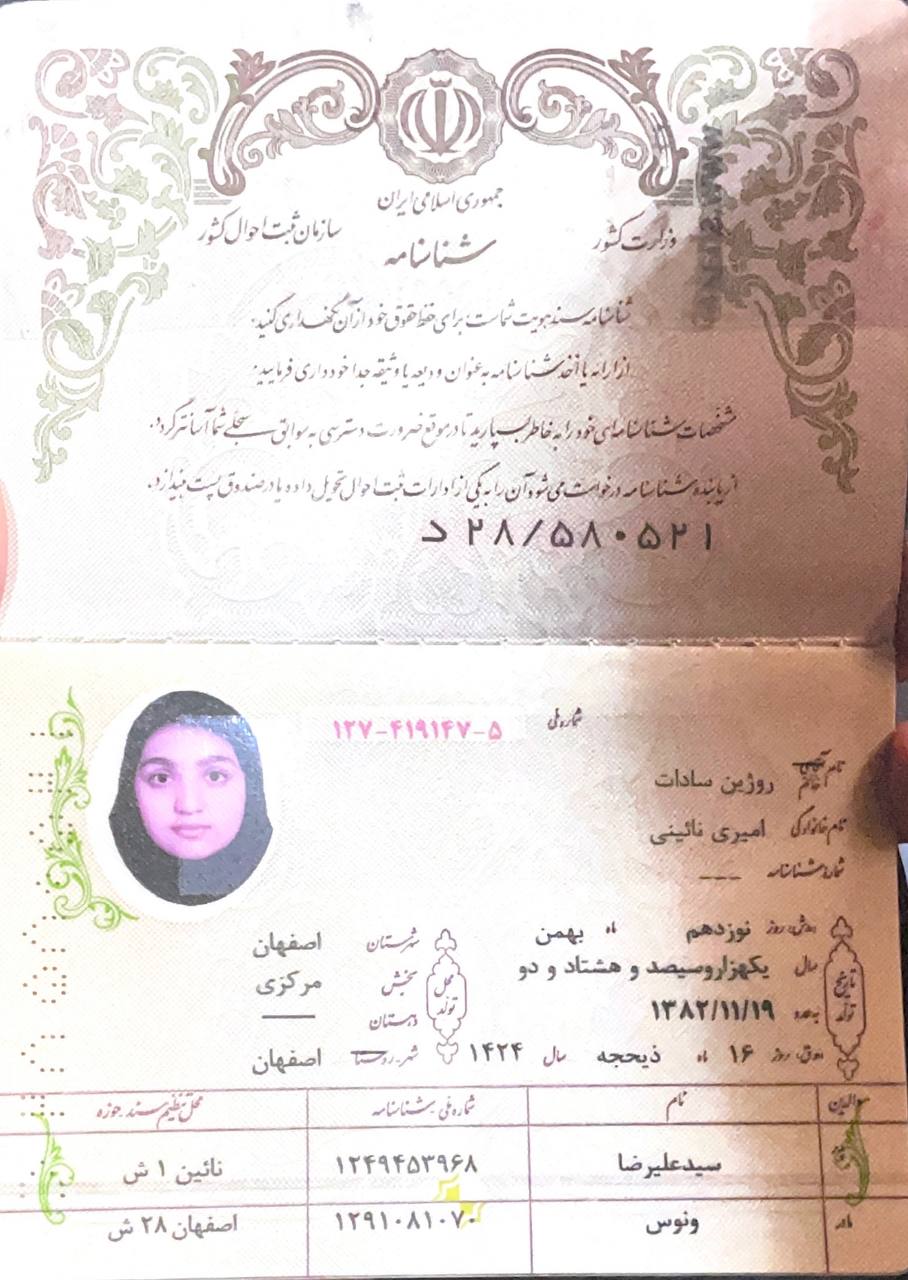 جمهوری اسلامی ایران
وزارت کشور
سازمان ثبت احوال کشور
شناسنامه
شناسنامه سند هویت شماست برای حفظ حقوق خود از آن نگهداری کنید.
از ارائه یا اخذ شناسنامه به عنوان ودیعه یا وثیقه جدا خودداری فرمایید.
مشخصات شناسنامه‌ای خود را به خاطر بسپارید تا در موقع ضرورت دسترسی به سوابق سجلی شما آسانتر گردد.
از یابنده شناسنامه درخواست می‌شود آن را به یکی از ادارات ثبت احوال تحویل داده یا در صندوق پست بیندازد.
د ۲۸/۵۸۰۵۲۱
شماره ملی ۱۲۷-۴۱۹۱۴۷-۵
نام آقای خانم روژین سادات
نام خانوادگی امیری نائینی
شماره شناسنامه ---
تاریخ تولد
روز نوزدهم ماه بهمن
سال یکهزاروسیصد و هشتاد و دو
به عدد ۱۳۸۲/۱۱/۱۹
روز ۱۶ ماه ذیحجه سال ۱۴۲۴
محل تولد
شهرستان اصفهان
بخش مرکزی
دهستان —
شهر-روستا اصفهان
والدین نام شماره ملی شناسنامه محل تنظیم سند حوزه
پدر سیدعلیرضا ۱۲۴۹۴۵۳۹۶۸ نائین ۱ ش
مادر ونوس ۱۲۹۱۰۸۱۰۷۰ اصفهان ۲۸ ش